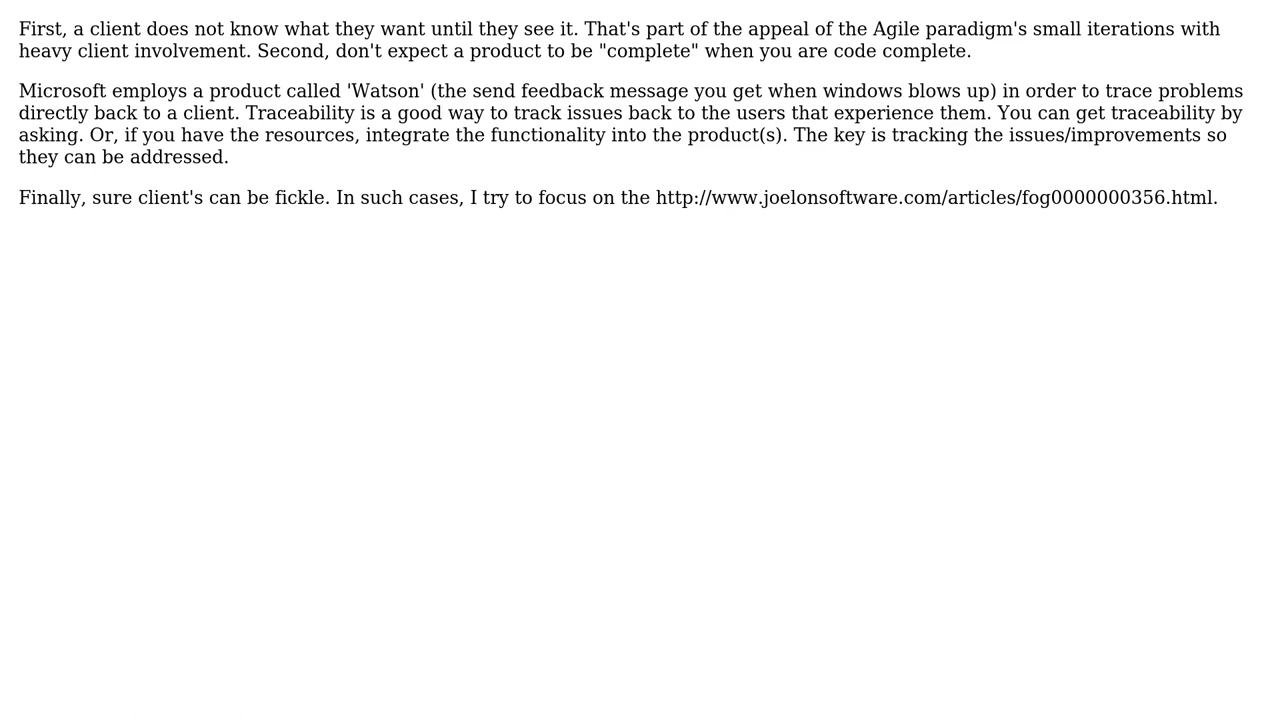 First, a client does not know what they want until they see it. That's part of the appeal of the Agile paradigm's small iterations with
heavy client involvement. Second, don't expect a product to be "complete" when you are code complete.
Microsoft employs a product called 'Watson' (the send feedback message you get when windows blows up) in order to trace problems
directly back to a client. Traceability is a good way to track issues back to the users that experience them. You can get traceability by
asking. Or, if you have the resources, integrate the functionality into the product(s). The key is tracking the issues/improvements so
they can be addressed.
Finally, sure client's can be fickle. In such cases, I try to focus on the http://www.joelonsoftware.com/articles/fog0000000356.html.